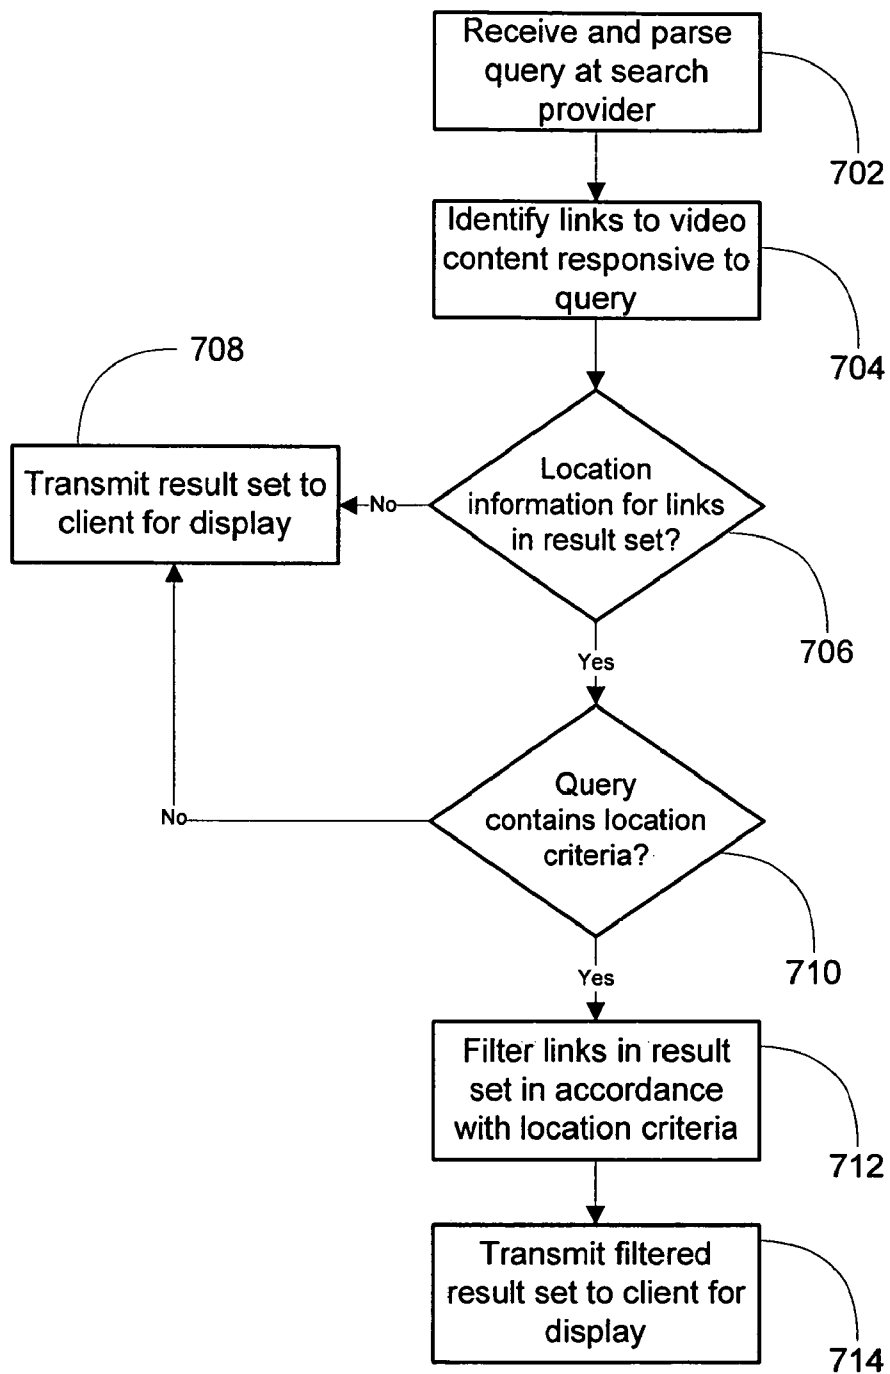 Receive and parse
query at search
provider
702
Identify links to video
content responsive to
query
704
708
Transmit result set to
client for display
No
Location
information for links
in result set?
706
Yes
Query
contains location
criteria?
No
710
Yes
Filter links in result
set in accordance
with location criteria
712
Transmit filtered
result set to client for
display
714